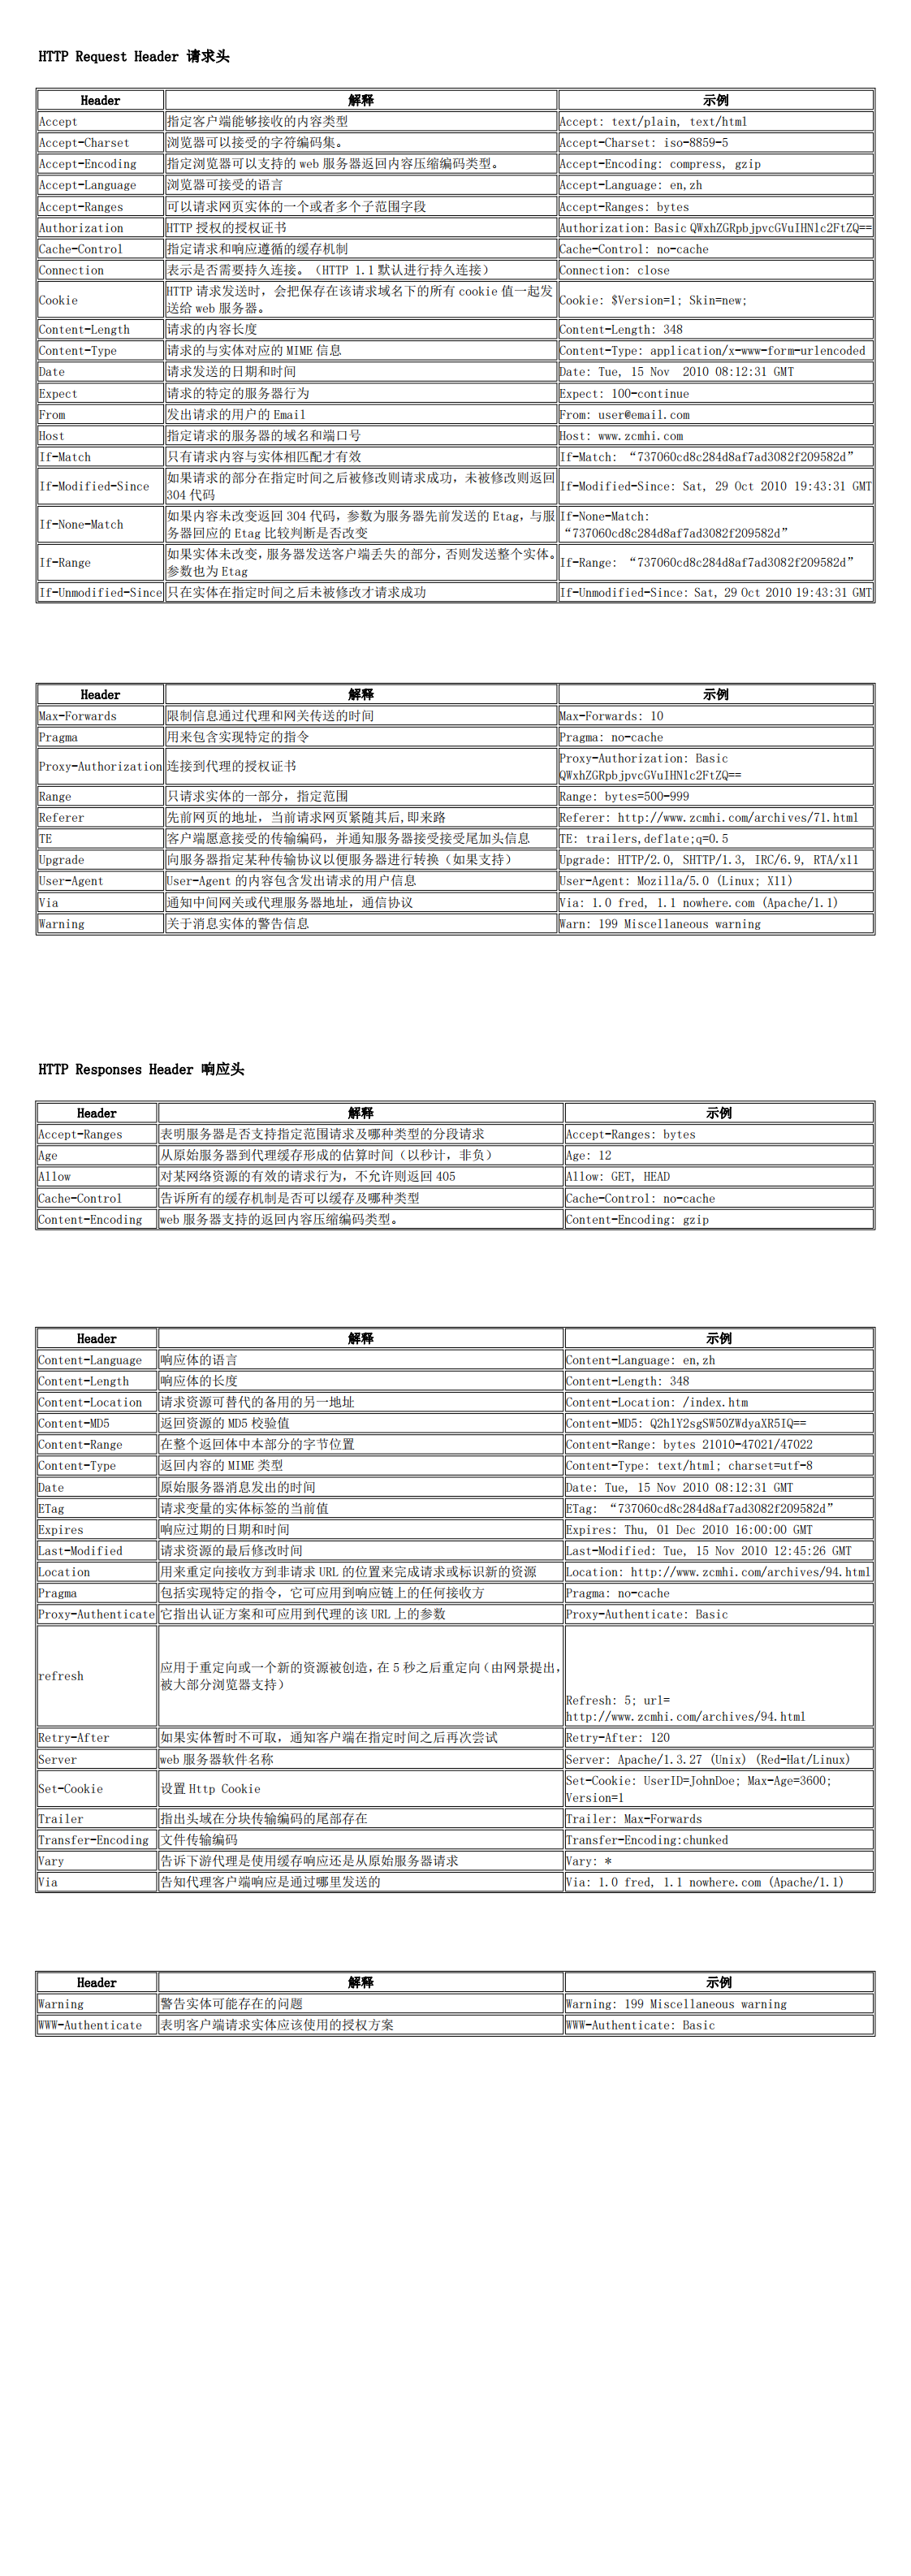 HTTP Request Header 请求头
Header 解释 示例
Accept 指定客户端能够接收的内容类型 Accept: text/plain, text/html
Accept-Charset 浏览器可以接受的字符编码集。 Accept-Charset: iso-8859-5
Accept-Encoding 指定浏览器可以支持的 web 服务器返回内容压缩编码类型。 Accept-Encoding: compress, gzip
Accept-Language 浏览器可接受的语言 Accept-Language: en,zh
Accept-Ranges 可以请求网页实体的一个或者多个子范围字段 Accept-Ranges: bytes
Authorization HTTP 授权的授权证书 Authorization: Basic QWxhZGRpbjpvcGVuIHNlc2FtZQ==
Cache-Control 指定请求和响应遵循的缓存机制 Cache-Control: no-cache
Connection 表示是否需要持久连接。（HTTP 1.1 默认进行持久连接） Connection: close
Cookie HTTP 请求发送时，会把保存在该请求域名下的所有 cookie 值一起发 Cookie: $Version=1; Skin=new;
送给 web 服务器。
Content-Length 请求的内容长度 Content-Length: 348
Content-Type 请求的与实体对应的 MIME 信息 Content-Type: application/x-www-form-urlencoded
Date 请求发送的日期和时间 Date: Tue, 15 Nov 2010 08:12:31 GMT
Expect 请求的特定的服务器行为 Expect: 100-continue
From 发出请求的用户的 Email From: user@email.com
Host 指定请求的服务器的域名和端口号 Host: www.zcmhi.com
If-Match 只有请求内容与实体相匹配才有效 If-Match: “737060cd8c284d8af7ad3082f209582d”
If-Modified-Since 如果请求的部分在指定时间之后被修改则请求成功，未被修改则返回 If-Modified-Since: Sat, 29 Oct 2010 19:43:31 GMT
304 代码
If-None-Match 如果内容未改变返回 304 代码，参数为服务器先前发送的 Etag，与服 If-None-Match:
务器回应的 Etag 比较判断是否改变 “737060cd8c284d8af7ad3082f209582d”
If-Range 如果实体未改变，服务器发送客户端丢失的部分，否则发送整个实体。 If-Range: “737060cd8c284d8af7ad3082f209582d”
参数也为 Etag
If-Unmodified-Since 只在实体在指定时间之后未被修改才请求成功 If-Unmodified-Since: Sat, 29 Oct 2010 19:43:31 GMT
Header 解释 示例
Max-Forwards 限制信息通过代理和网关传送的时间 Max-Forwards: 10
Pragma 用来包含实现特定的指令 Pragma: no-cache
Proxy-Authorization 连接到代理的授权证书 Proxy-Authorization: Basic
QWxhZGRpbjpvcGVuIHNlc2FtZQ==
Range 只请求实体的一部分，指定范围 Range: bytes=500-999
Referer 先前网页的地址，当前请求网页紧随其后,即来路 Referer: http://www.zcmhi.com/archives/71.html
TE 客户端愿意接受的传输编码，并通知服务器接受接受尾加头信息 TE: trailers,deflate;q=0.5
Upgrade 向服务器指定某种传输协议以便服务器进行转换（如果支持） Upgrade: HTTP/2.0, SHTTP/1.3, IRC/6.9, RTA/x11
User-Agent User-Agent 的内容包含发出请求的用户信息 User-Agent: Mozilla/5.0 (Linux; X11)
Via 通知中间网关或代理服务器地址，通信协议 Via: 1.0 fred, 1.1 nowhere.com (Apache/1.1)
Warning 关于消息实体的警告信息 Warn: 199 Miscellaneous warning
HTTP Responses Header 响应头
Header 解释 示例
Accept-Ranges 表明服务器是否支持指定范围请求及哪种类型的分段请求 Accept-Ranges: bytes
Age 从原始服务器到代理缓存形成的估算时间（以秒计，非负） Age: 12
Allow 对某网络资源的有效的请求行为，不允许则返回 405 Allow: GET, HEAD
Cache-Control 告诉所有的缓存机制是否可以缓存及哪种类型 Cache-Control: no-cache
Content-Encoding web 服务器支持的返回内容压缩编码类型。 Content-Encoding: gzip
Header 解释 示例
Content-Language 响应体的语言 Content-Language: en,zh
Content-Length 响应体的长度 Content-Length: 348
Content-Location 请求资源可替代的备用的另一地址 Content-Location: /index.htm
Content-MD5 返回资源的 MD5 校验值 Content-MD5: Q2hlY2sgSW50ZWdyaXR5IQ==
Content-Range 在整个返回体中本部分的字节位置 Content-Range: bytes 21010-47021/47022
Content-Type 返回内容的 MIME 类型 Content-Type: text/html; charset=utf-8
Date 原始服务器消息发出的时间 Date: Tue, 15 Nov 2010 08:12:31 GMT
ETag 请求变量的实体标签的当前值 ETag: “737060cd8c284d8af7ad3082f209582d”
Expires 响应过期的日期和时间 Expires: Thu, 01 Dec 2010 16:00:00 GMT
Last-Modified 请求资源的最后修改时间 Last-Modified: Tue, 15 Nov 2010 12:45:26 GMT
Location 用来重定向接收方到非请求 URL 的位置来完成请求或标识新的资源 Location: http://www.zcmhi.com/archives/94.html
Pragma 包括实现特定的指令，它可应用到响应链上的任何接收方 Pragma: no-cache
Proxy-Authenticate 它指出认证方案和可应用到代理的该 URL 上的参数 Proxy-Authenticate: Basic
refresh 应用于重定向或一个新的资源被创造，在 5 秒之后重定向（由网景提出，
被大部分浏览器支持）
Refresh: 5; url=
http://www.zcmhi.com/archives/94.html
Retry-After 如果实体暂时不可取，通知客户端在指定时间之后再次尝试 Retry-After: 120
Server web 服务器软件名称 Server: Apache/1.3.27 (Unix) (Red-Hat/Linux)
Set-Cookie 设置 Http Cookie Set-Cookie: UserID=JohnDoe; Max-Age=3600;
Version=1
Trailer 指出头域在分块传输编码的尾部存在 Trailer: Max-Forwards
Transfer-Encoding 文件传输编码 Transfer-Encoding:chunked
Vary 告诉下游代理是使用缓存响应还是从原始服务器请求 Vary: *
Via 告知代理客户端响应是通过哪里发送的 Via: 1.0 fred, 1.1 nowhere.com (Apache/1.1)
Header 解释 示例
Warning 警告实体可能存在的问题 Warning: 199 Miscellaneous warning
WWW-Authenticate 表明客户端请求实体应该使用的授权方案 WWW-Authenticate: Basic